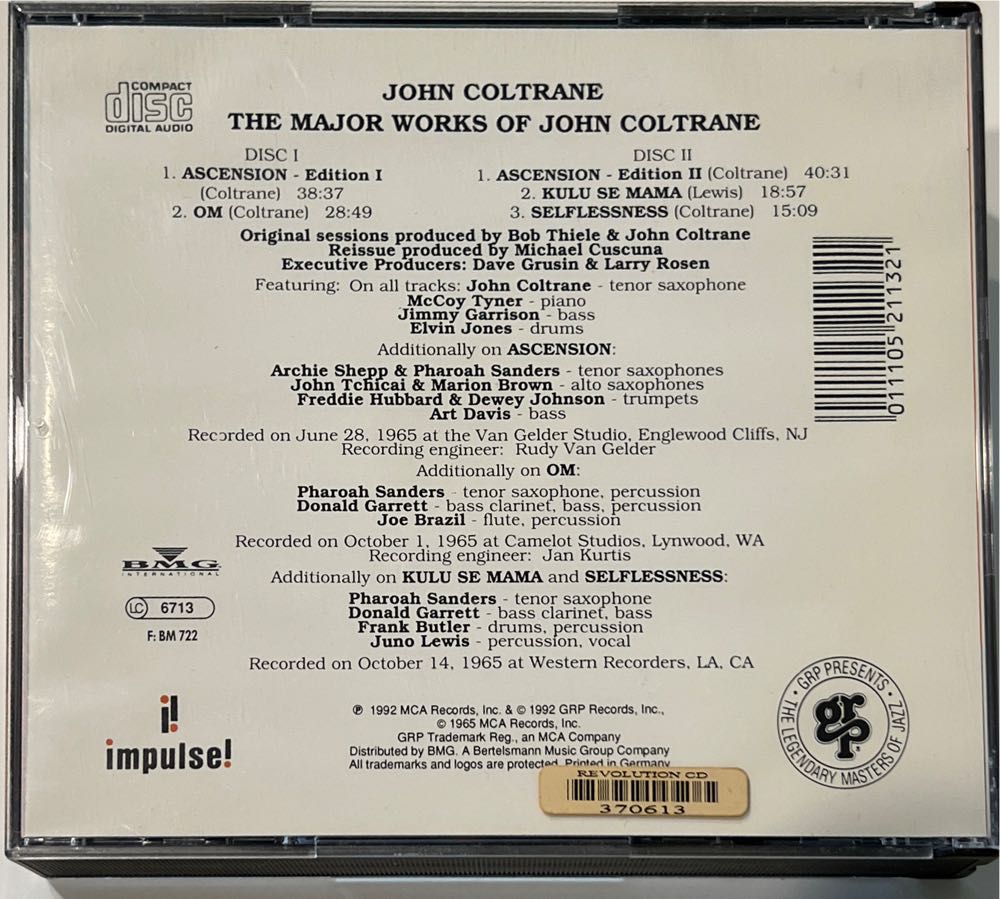 COMPACT
disc
DIGITAL AUDIO
JOHN COLTRANE
THE MAJOR WORKS OF JOHN COLTRANE
DISC I
1. ASCENSION - Edition I
(Coltrane) 38:37
2. OM (Coltrane) 28:49
DISC II
1. ASCENSION - Edition II (Coltrane) 40:31
2. KULU SE MAMA (Lewis) 18:57
3. SELFLESSNESS (Coltrane) 15:09
Original sessions produced by Bob Thiele & John Coltrane
Reissue produced by Michael Cuscuna
Executive Producers: Dave Grusin & Larry Rosen
Featuring: On all tracks: John Coltrane - tenor saxophone
McCoy Tyner - piano
Jimmy Garrison - bass
Elvin Jones - drums
Additionally on ASCENSION:
Archie Shepp & Pharoah Sanders - tenor saxophones
John Tchicai & Marion Brown - alto saxophones
Freddie Hubbard & Dewey Johnson - trumpets
Art Davis - bass
Recorded on June 28, 1965 at the Van Gelder Studio, Englewood Cliffs, NJ
Recording engineer: Rudy Van Gelder
Additionally on OM:
Pharoah Sanders - tenor saxophone, percussion
Donald Garrett - bass clarinet, bass, percussion
Joe Brazil - flute, percussion
Recorded on October 1, 1965 at Camelot Studios, Lynwood, WA
Recording engineer: Jan Kurtis
Additionally on KULU SE MAMA and SELFLESSNESS:
Pharoah Sanders - tenor saxophone
Donald Garrett - bass clarinet, bass
Frank Butler - drums, percussion
Juno Lewis - percussion, vocal
Recorded on October 14, 1965 at Western Recorders, LA, CA
011105 211321
BMG
INTERNATIONAL
LC 6713
F: BM 722
impulse!
℗ 1992 MCA Records, Inc. & © 1992 GRP Records, Inc.,
© 1965 MCA Records, Inc.
GRP Trademark Reg., an MCA Company
Distributed by BMG. A Bertelsmann Music Group Company
All trademarks and logos are protected. Printed in Germany
REVOLUTION CD
370613
• GRP PRESENTS •
THE LEGENDARY MASTERS OF JAZZ
grp